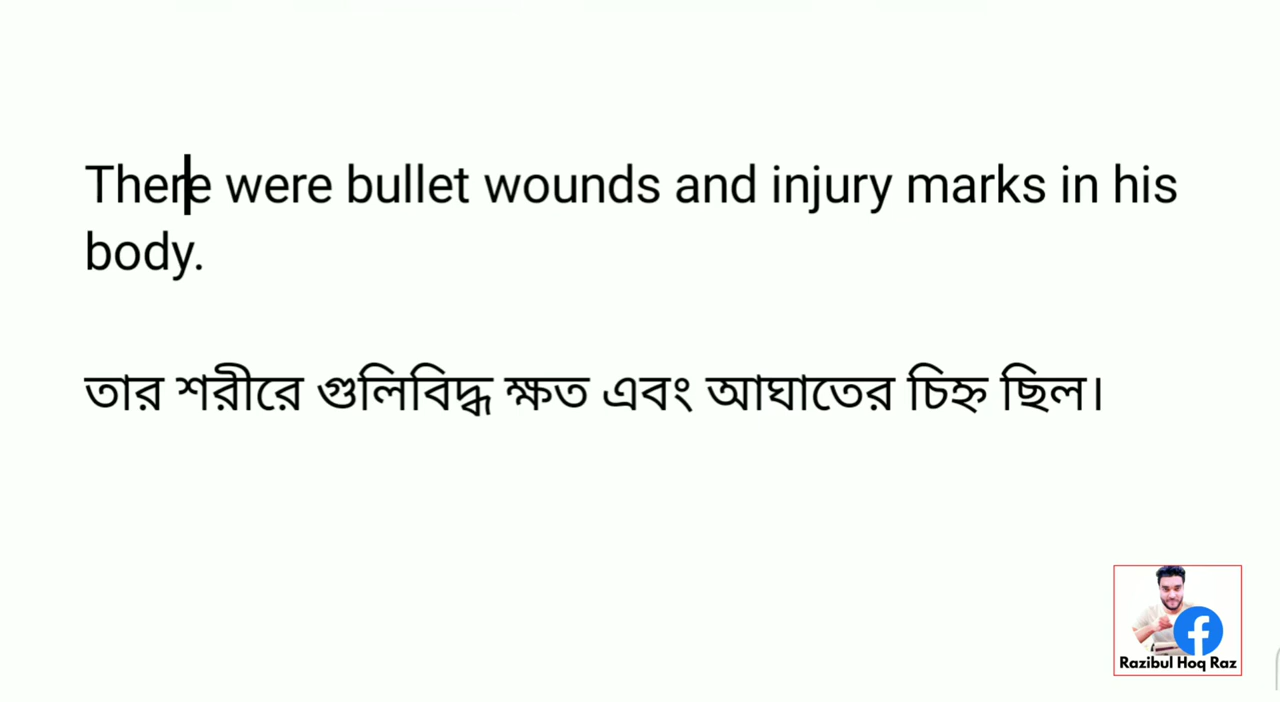 There were bullet wounds and injury marks in his
body.
তার শরীরে গুলিবিদ্ধ ক্ষত এবং আঘাতের চিহ্ন ছিল।
Razibul Hoq Raz